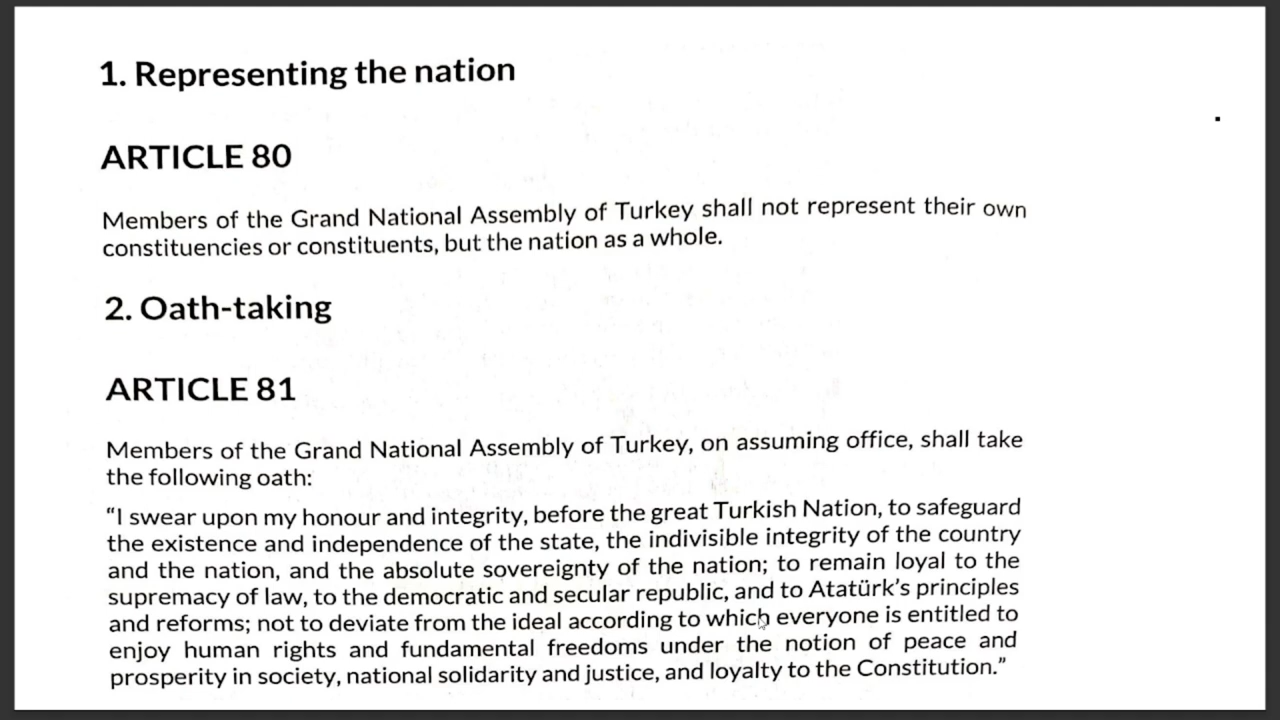 1. Representing the nation
ARTICLE 80
Members of the Grand National Assembly of Turkey shall not represent their own
constituencies or constituents, but the nation as a whole.
2. Oath-taking
ARTICLE 81
Members of the Grand National Assembly of Turkey, on assuming office, shall take
the following oath:
“I swear upon my honour and integrity, before the great Turkish Nation, to safeguard
the existence and independence of the state, the indivisible integrity of the country
and the nation, and the absolute sovereignty of the nation; to remain loyal to the
supremacy of law, to the democratic and secular republic, and to Atatürk’s principles
and reforms; not to deviate from the ideal according to which everyone is entitled to
enjoy human rights and fundamental freedoms under the notion of peace and
prosperity in society, national solidarity and justice, and loyalty to the Constitution.”